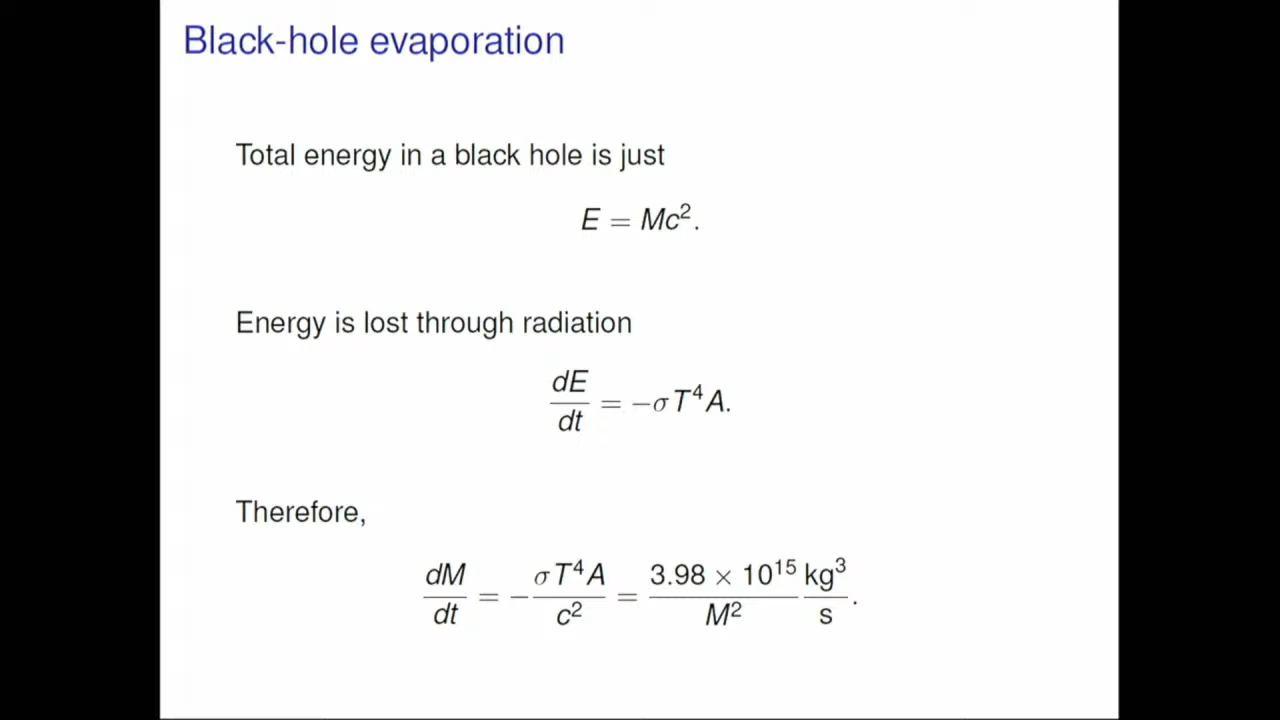 Black-hole evaporation
Total energy in a black hole is just
E = Mc².
Energy is lost through radiation
dE/dt = −σT⁴A.
Therefore,
dM/dt = −σT⁴A/c² = 3.98 × 10¹⁵/M² kg³/s.